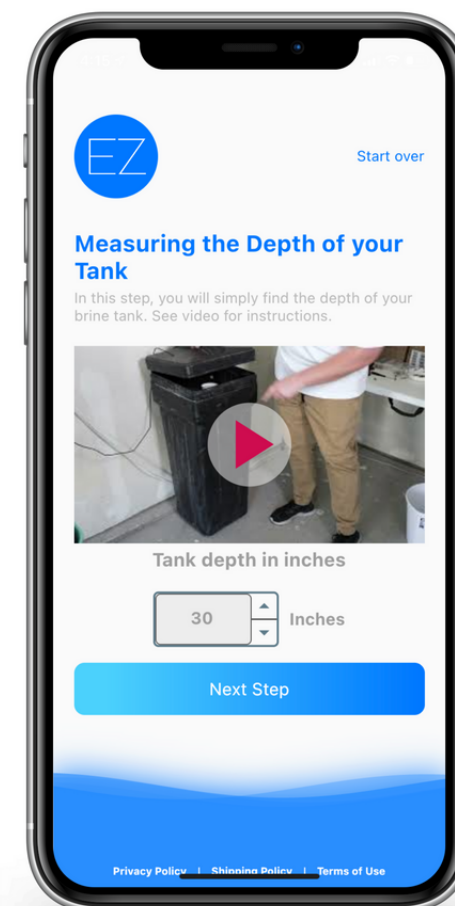 EZ
Start over
Measuring the Depth of your
Tank
In this step, you will simply find the depth of your
brine tank. See video for instructions.
Tank depth in inches
30 Inches
Next Step
Privacy Policy | Shipping Policy | Terms of Use